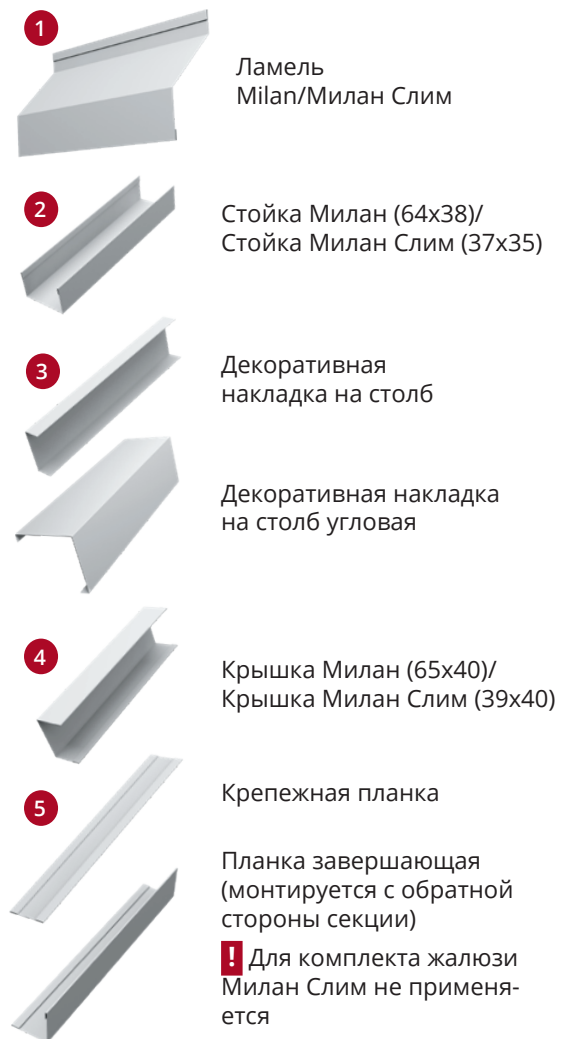 1
Ламель
Milan/Милан Слим
2
Стойка Милан (64х38)/
Стойка Милан Слим (37х35)
3
Декоративная
накладка на столб
Декоративная накладка
на столб угловая
4
Крышка Милан (65х40)/
Крышка Милан Слим (39х40)
5
Крепежная планка
Планка завершающая
(монтируется с обратной
стороны секции)
! Для комплекта жалюзи
Милан Слим не применя-
ется